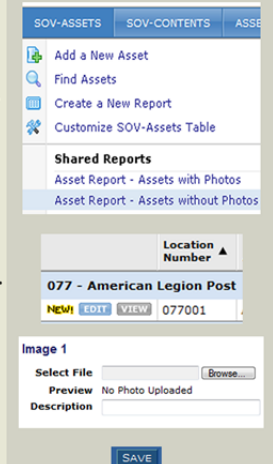 SOV-ASSETS SOV-CONTENTS ASSE
Add a New Asset
Find Assets
Create a New Report
Customize SOV-Assets Table
Shared Reports
Asset Report - Assets with Photos
Asset Report - Assets without Photos
Location
Number ▲
077 - American Legion Post
NEW! EDIT VIEW 077001
Image 1
Select File Browse...
Preview No Photo Uploaded
Description
SAVE